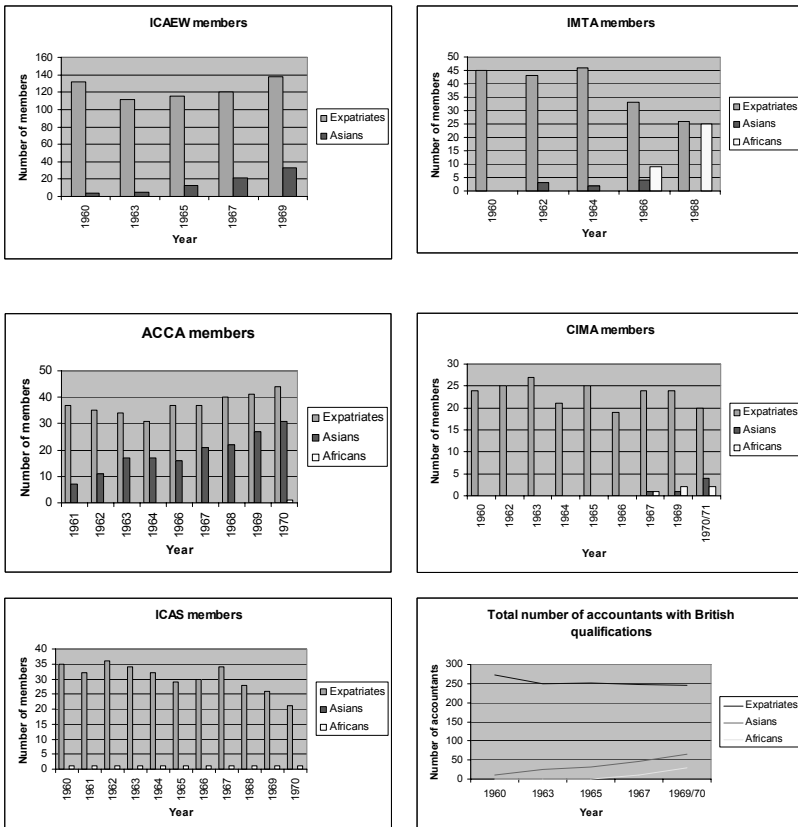 ICAEW members
Number of members
160
140
120
100
80
60
40
20
0
1960
1963
1965
1967
1969
Year
Expatriates
Asians
IMTA members
Number of members
50
45
40
35
30
25
20
15
10
5
0
1960
1962
1964
1966
1968
Year
Expatriates
Asians
Africans
ACCA members
Number of members
50
40
30
20
10
0
1961
1962
1963
1964
1966
1967
1968
1969
1970
Year
Expatriates
Asians
Africans
CIMA members
Number of members
30
25
20
15
10
5
0
1960
1962
1963
1964
1965
1966
1967
1969
1970/71
Year
Expatriates
Asians
Africans
ICAS members
Number of members
40
35
30
25
20
15
10
5
0
1960
1961
1962
1963
1964
1965
1966
1967
1968
1969
1970
Year
Expatriates
Asians
Africans
Total number of accountants with British
qualifications
Number of accountants
300
250
200
150
100
50
0
1960
1963
1965
1967
1969/70
Year
Expatriates
Asians
Africans